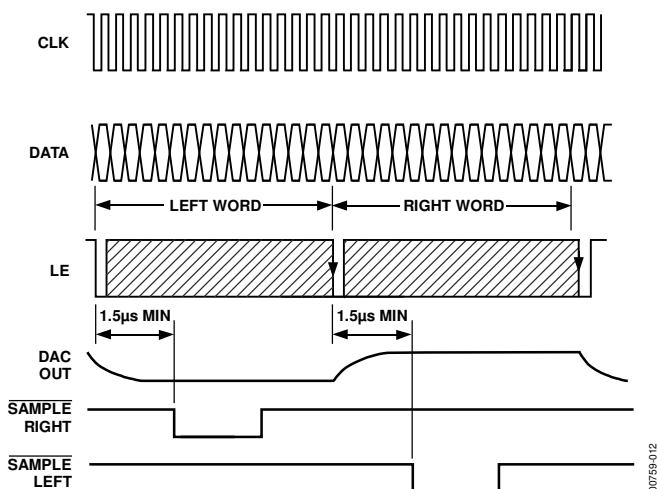 CLK
DATA
LEFT WORD
RIGHT WORD
LE
1.5µs MIN
1.5µs MIN
DAC
OUT
SAMPLE
RIGHT
SAMPLE
LEFT
00759-012